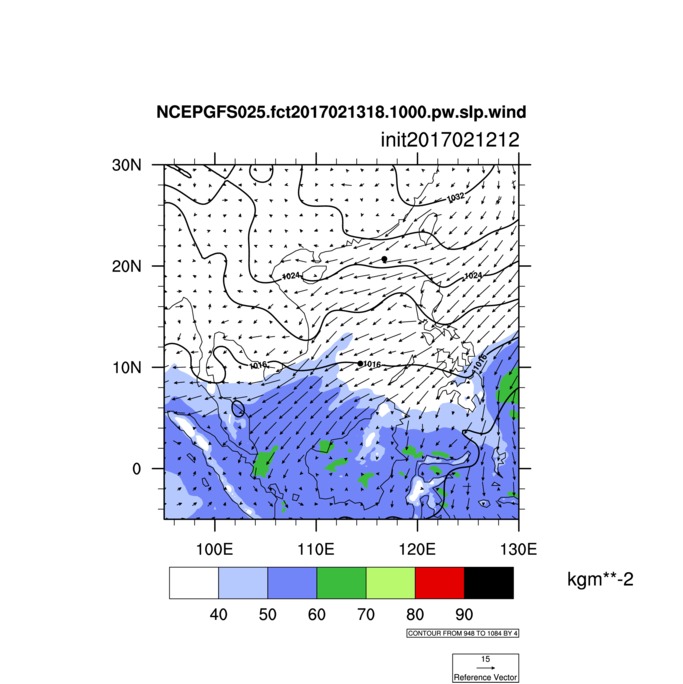 NCEPGFS025.fct2017021318.1000.pw.slp.wind
init2017021212
30N
1032
20N
1024
1024
10N
1016
1016
1016
0
100E
110E
120E
130E
kgm**-2
40
50
60
70
80
90
CONTOUR FROM 948 TO 1084 BY 4
15
Reference Vector